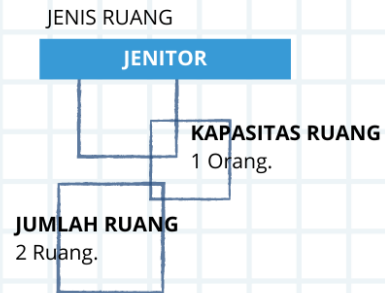 JENIS RUANG
JENITOR
KAPASITAS RUANG
1 Orang.
JUMLAH RUANG
2 Ruang.